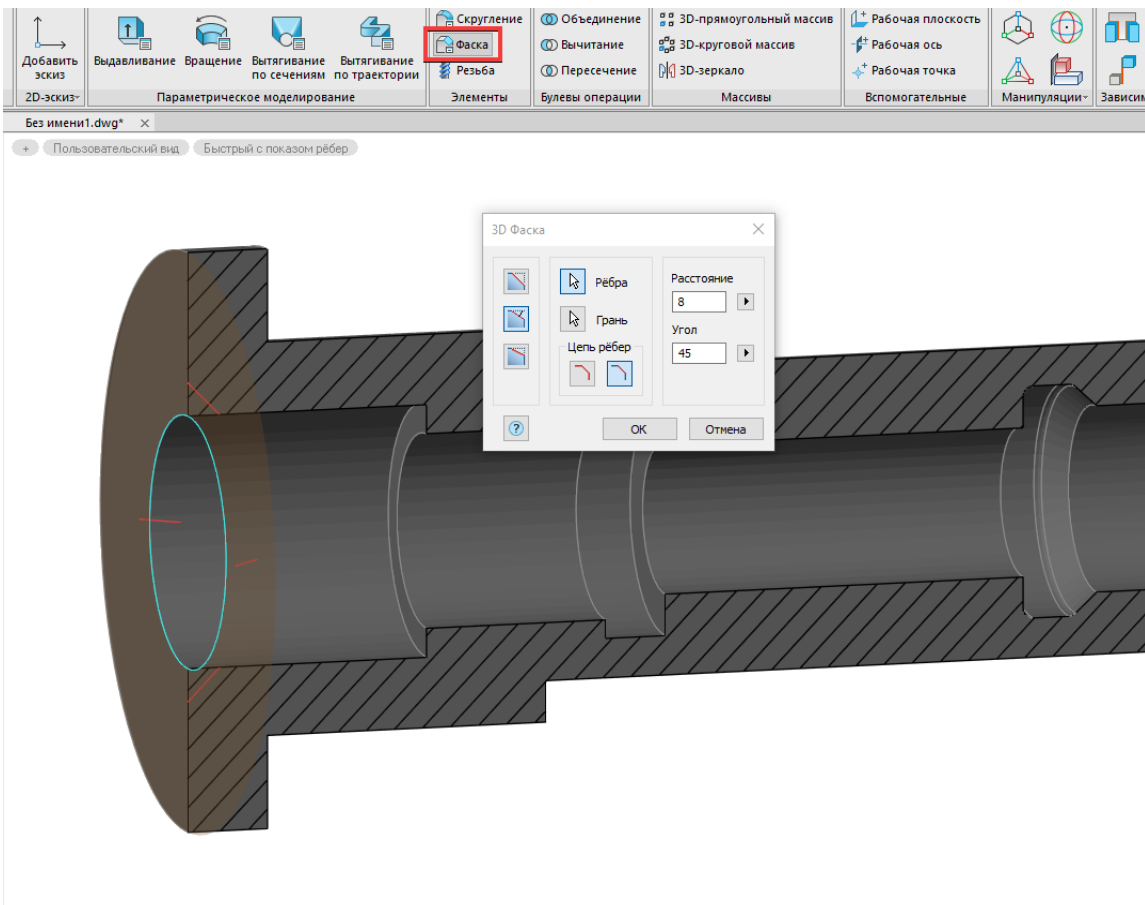 Добавить
эскиз
2D-эскиз
Выдавливание
Вращение
Вытягивание
по сечениям
Вытягивание
по траектории
Параметрическое моделирование
Скругление
Фаска
Резьба
Элементы
Объединение
Вычитание
Пересечение
Булевы операции
3D-прямоугольный массив
3D-круговой массив
3D-зеркало
Массивы
Рабочая плоскость
Рабочая ось
Рабочая точка
Вспомогательные
Манипуляции
Зависим
Без имени1.dwg*
+ Пользовательский вид Быстрый с показом рёбер
3D Фаска
Рёбра
Грань
Цепь рёбер
Расстояние
8
Угол
45
?
ОК
Отмена